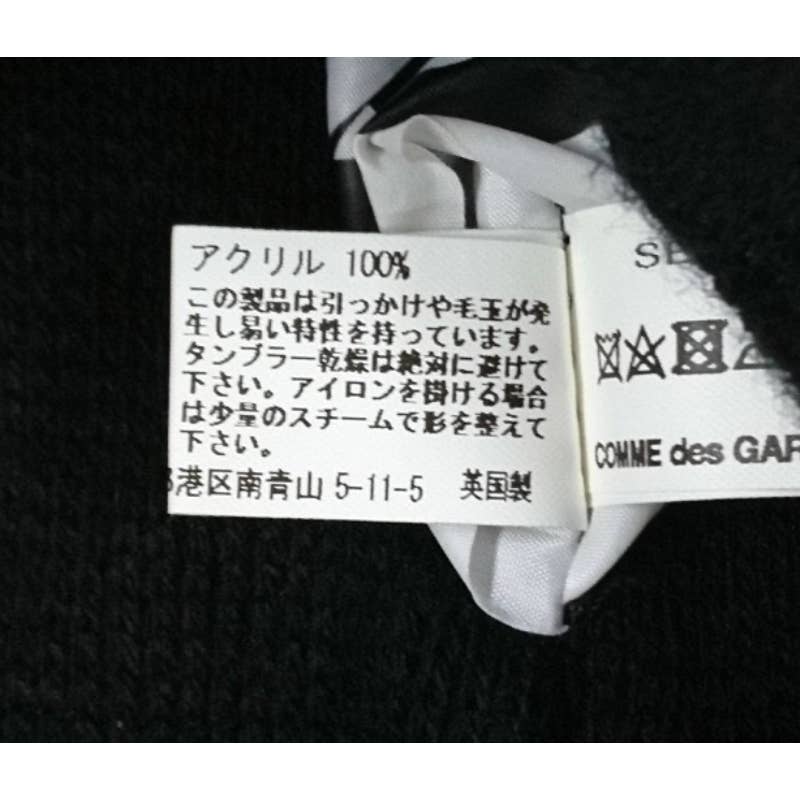 アクリル 100%
この製品は引っかけや毛玉が発
生し易い特性を持っています。
タンブラー乾燥は絶対に避けて
下さい。アイロンを掛ける場合
は少量のスチームで形を整えて
下さい。
港区南青山 5-11-5 英国製
COMME des GAR